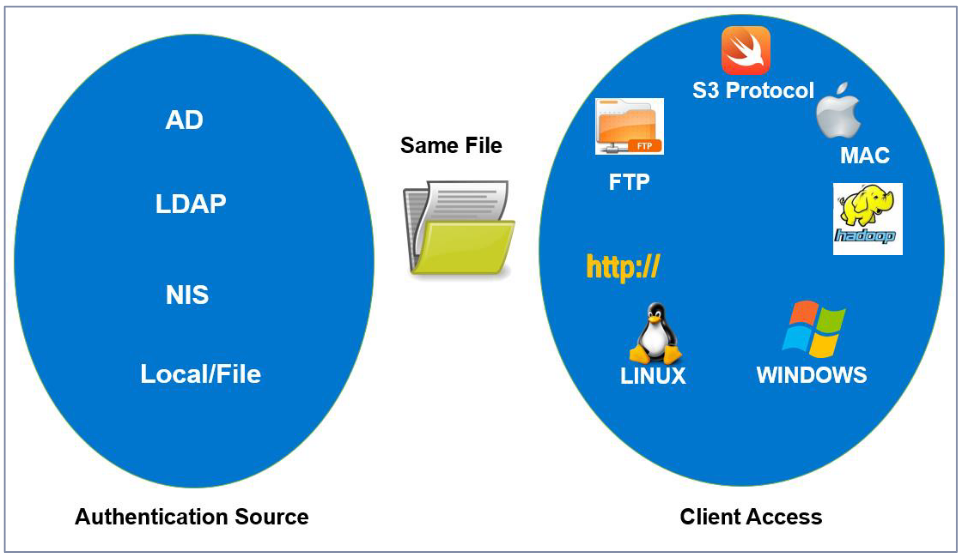 AD
LDAP
NIS
Local/File
Authentication Source
Same File
S3 Protocol
MAC
FTP
FTP
hadoop
http://
LINUX
WINDOWS
Client Access